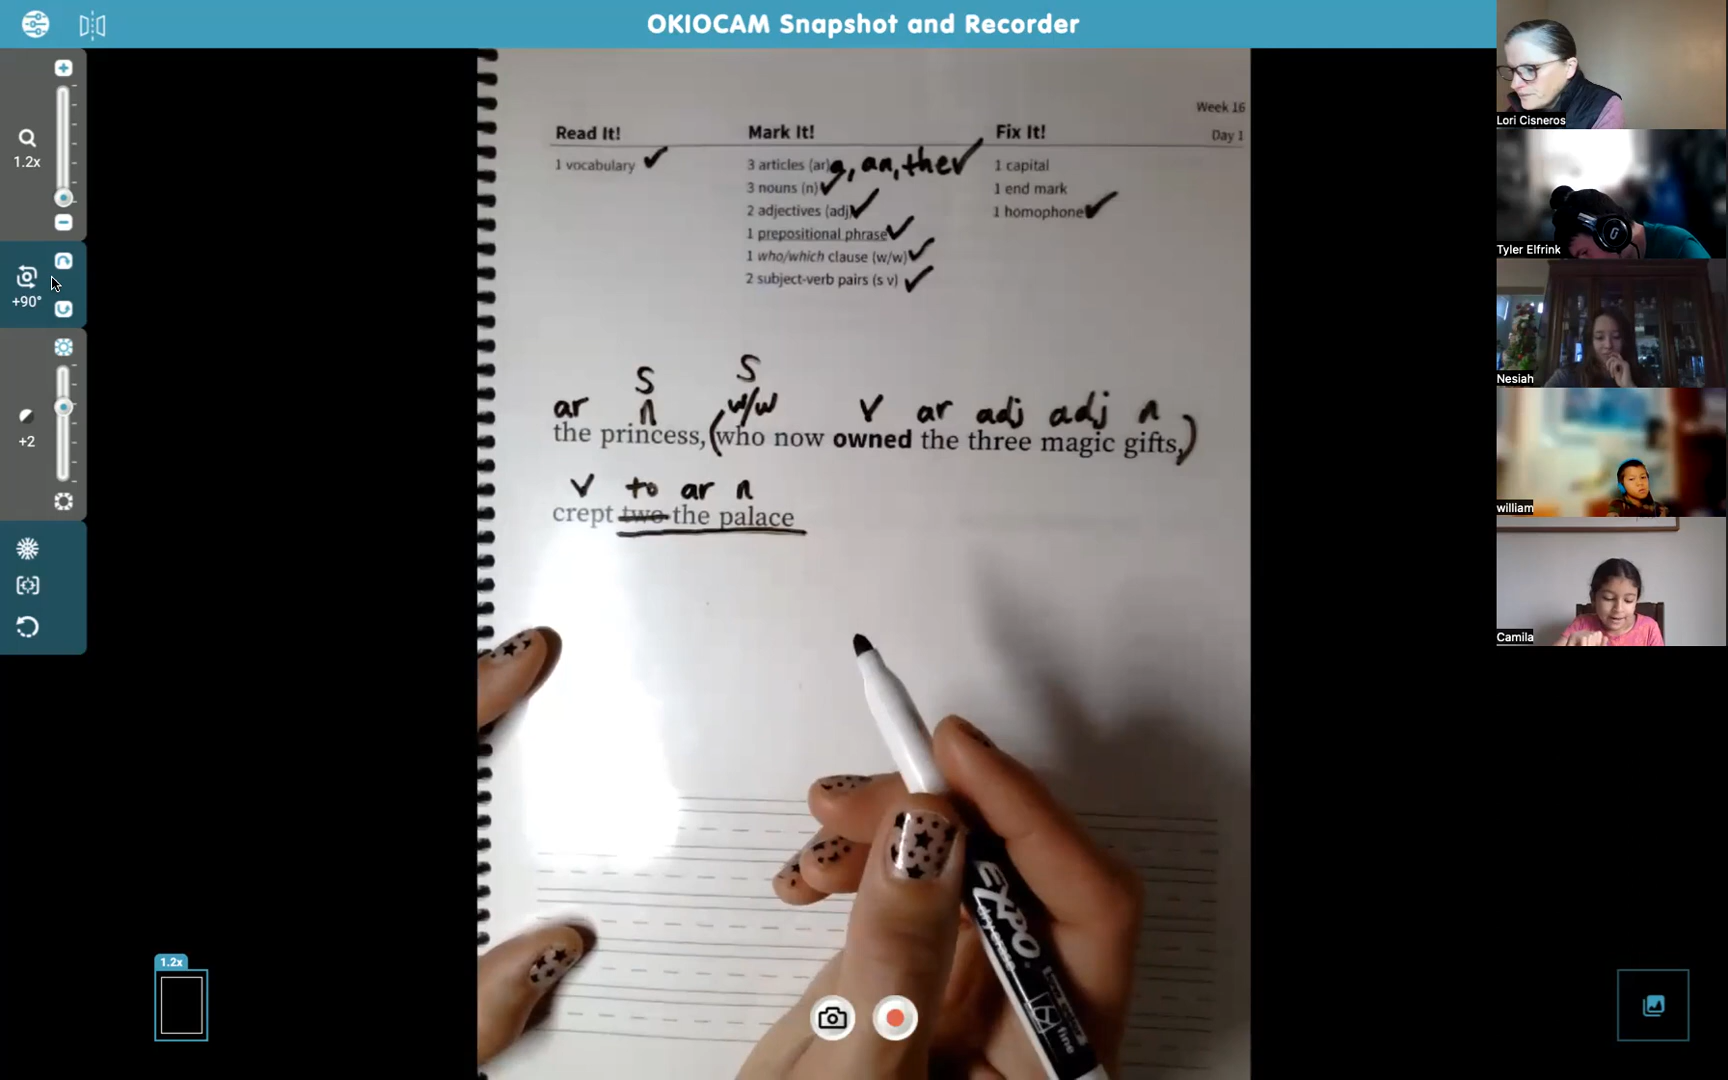 OKIOCAM Snapshot and Recorder
1.2x
+90°
+2
1.2x
Week 16
Day 1
Read It!
1 vocabulary ✓
Mark It!
3 articles (ar) a, an, the ✓
3 nouns (n) ✓
2 adjectives (adj) ✓
1 prepositional phrase ✓
1 who/which clause (w/w) ✓
2 subject-verb pairs (s v) ✓
Fix It!
1 capital
1 end mark
1 homophone ✓
S S
ar n w/w v ar adj adj n
the princess, (who now owned the three magic gifts,)
v to ar n
crept two the palace
EXPO
dry erase
fine
Lori Cisneros
Tyler Elfrink
Nesiah
william
Camila